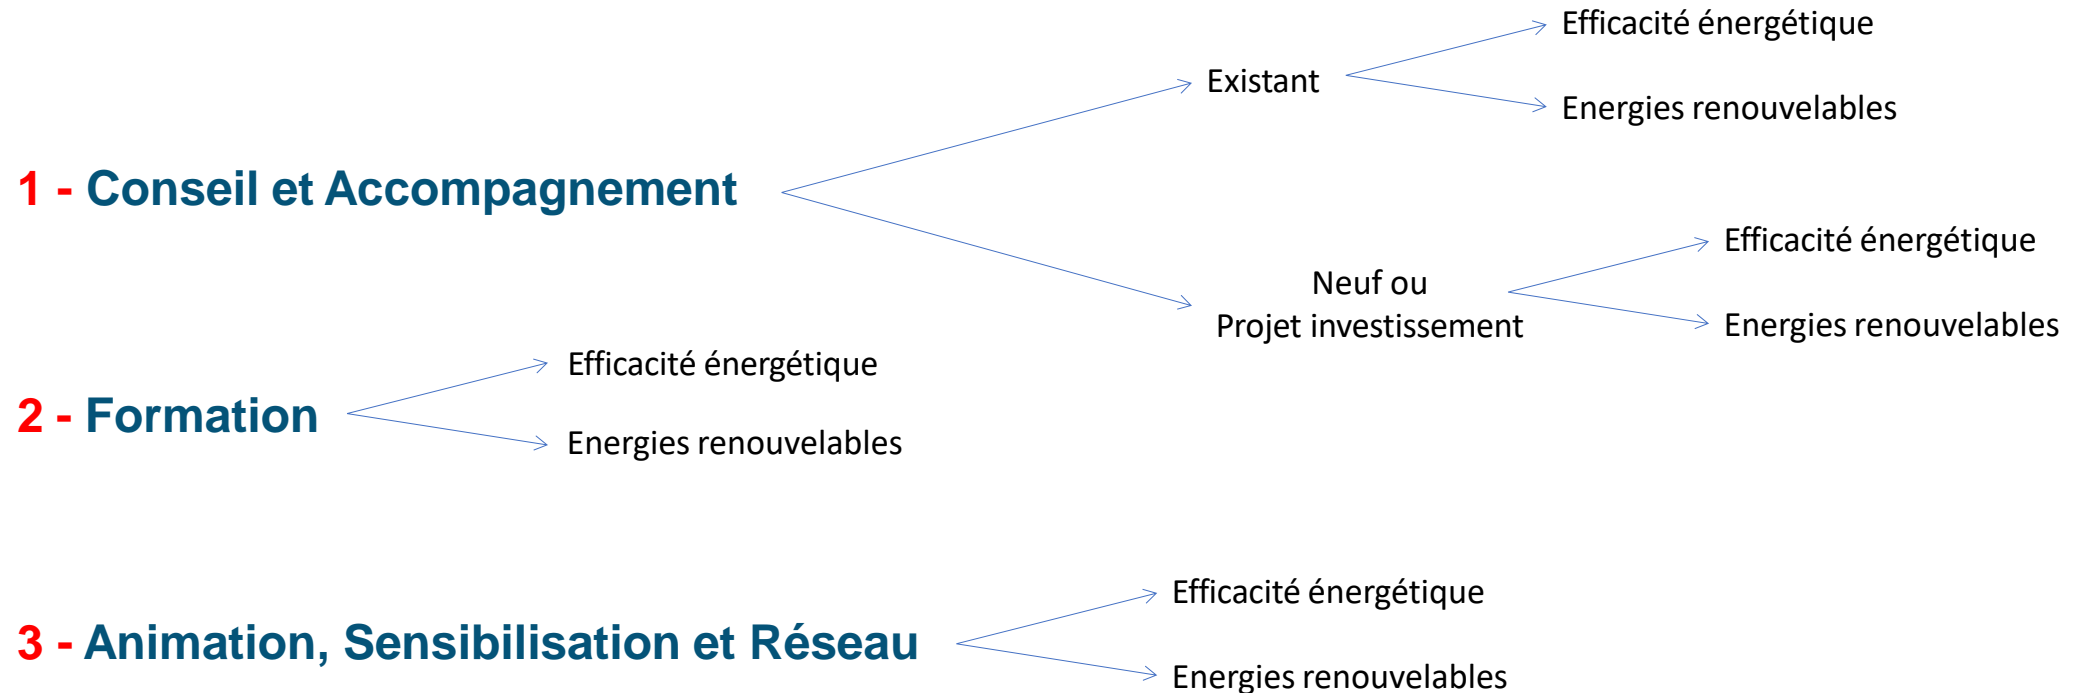 Efficacité énergétique
Existant
Energies renouvelables
1 - Conseil et Accompagnement
Efficacité énergétique
Neuf ou
Projet investissement
Energies renouvelables
Efficacité énergétique
2 - Formation
Energies renouvelables
Efficacité énergétique
3 - Animation, Sensibilisation et Réseau
Energies renouvelables